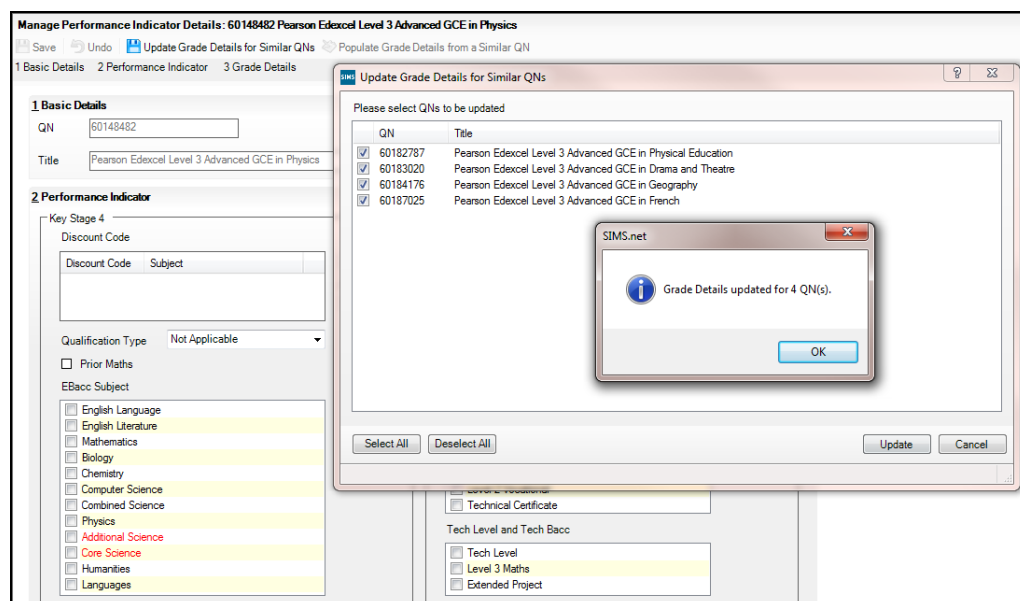 Manage Performance Indicator Details: 60148482 Pearson Edexcel Level 3 Advanced GCE in Physics
Save Undo Update Grade Details for Similar QNs Populate Grade Details from a Similar QN
1 Basic Details 2 Performance Indicator 3 Grade Details
1 Basic Details
QN 60148482
Title Pearson Edexcel Level 3 Advanced GCE in Physics
2 Performance Indicator
Key Stage 4
Discount Code
Discount Code Subject
Qualification Type Not Applicable
Prior Maths
EBacc Subject
English Language
English Literature
Mathematics
Biology
Chemistry
Computer Science
Combined Science
Physics
Additional Science
Core Science
Humanities
Languages
SIMS Update Grade Details for Similar QNs
Please select QNs to be updated
QN Title
60182787 Pearson Edexcel Level 3 Advanced GCE in Physical Education
60183020 Pearson Edexcel Level 3 Advanced GCE in Drama and Theatre
60184176 Pearson Edexcel Level 3 Advanced GCE in Geography
60187025 Pearson Edexcel Level 3 Advanced GCE in French
SIMS.net
Grade Details updated for 4 QN(s).
OK
Select All Deselect All Update Cancel
Level 2 Vocational
Technical Certificate
Tech Level and Tech Bacc
Tech Level
Level 3 Maths
Extended Project